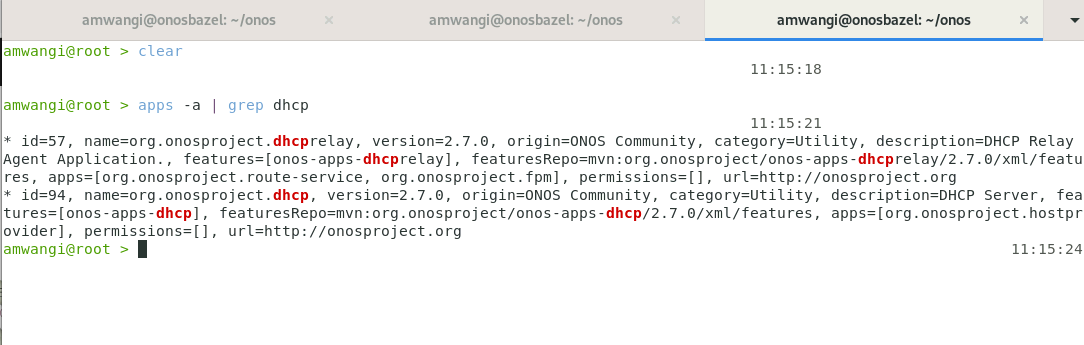 amwangi@onosbazel: ~/onos × amwangi@onosbazel: ~/onos × amwangi@onosbazel: ~/onos ×
amwangi@root > clear
11:15:18
amwangi@root > apps -a | grep dhcp
11:15:21
* id=57, name=org.onosproject.dhcprelay, version=2.7.0, origin=ONOS Community, category=Utility, description=DHCP Relay
Agent Application., features=[onos-apps-dhcprelay], featuresRepo=mvn:org.onosproject/onos-apps-dhcprelay/2.7.0/xml/featu
res, apps=[org.onosproject.route-service, org.onosproject.fpm], permissions=[], url=http://onosproject.org
* id=94, name=org.onosproject.dhcp, version=2.7.0, origin=ONOS Community, category=Utility, description=DHCP Server, fea
tures=[onos-apps-dhcp], featuresRepo=mvn:org.onosproject/onos-apps-dhcp/2.7.0/xml/features, apps=[org.onosproject.hostpr
ovider], permissions=[], url=http://onosproject.org
amwangi@root > 11:15:24